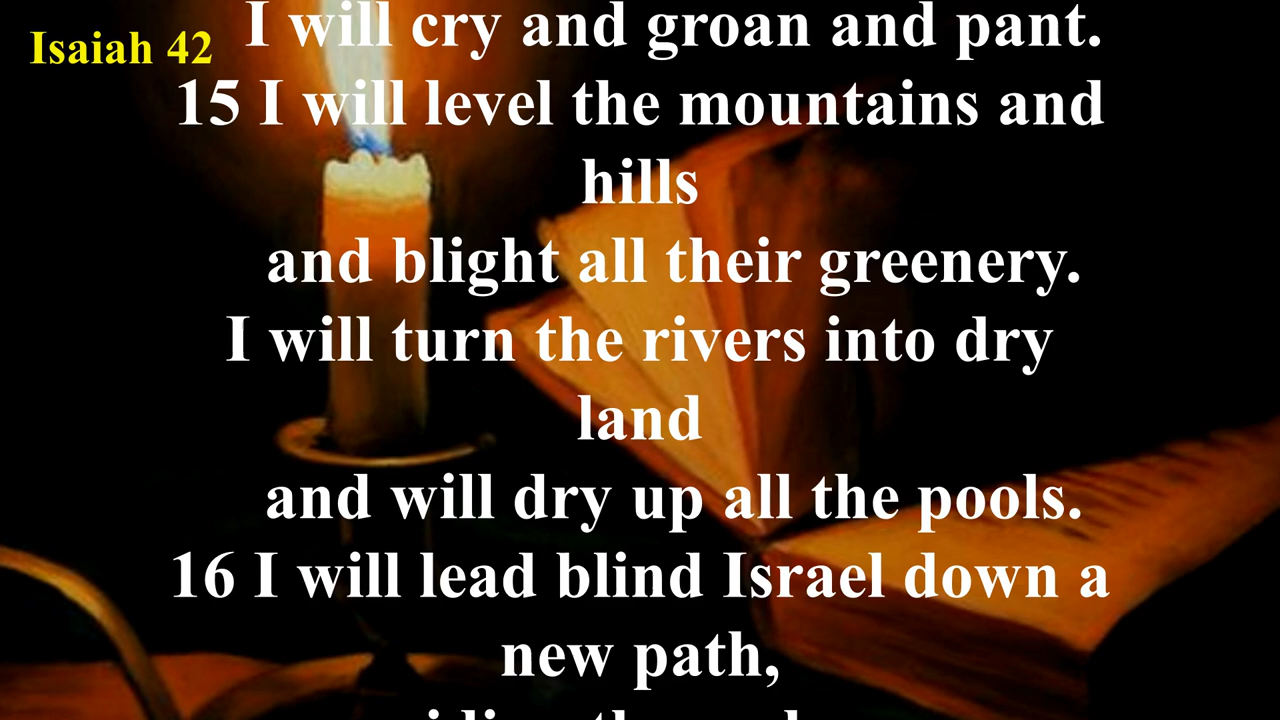 Isaiah 42
I will cry and groan and pant.
15 I will level the mountains and
hills
and blight all their greenery.
I will turn the rivers into dry
land
and will dry up all the pools.
16 I will lead blind Israel down a
new path,